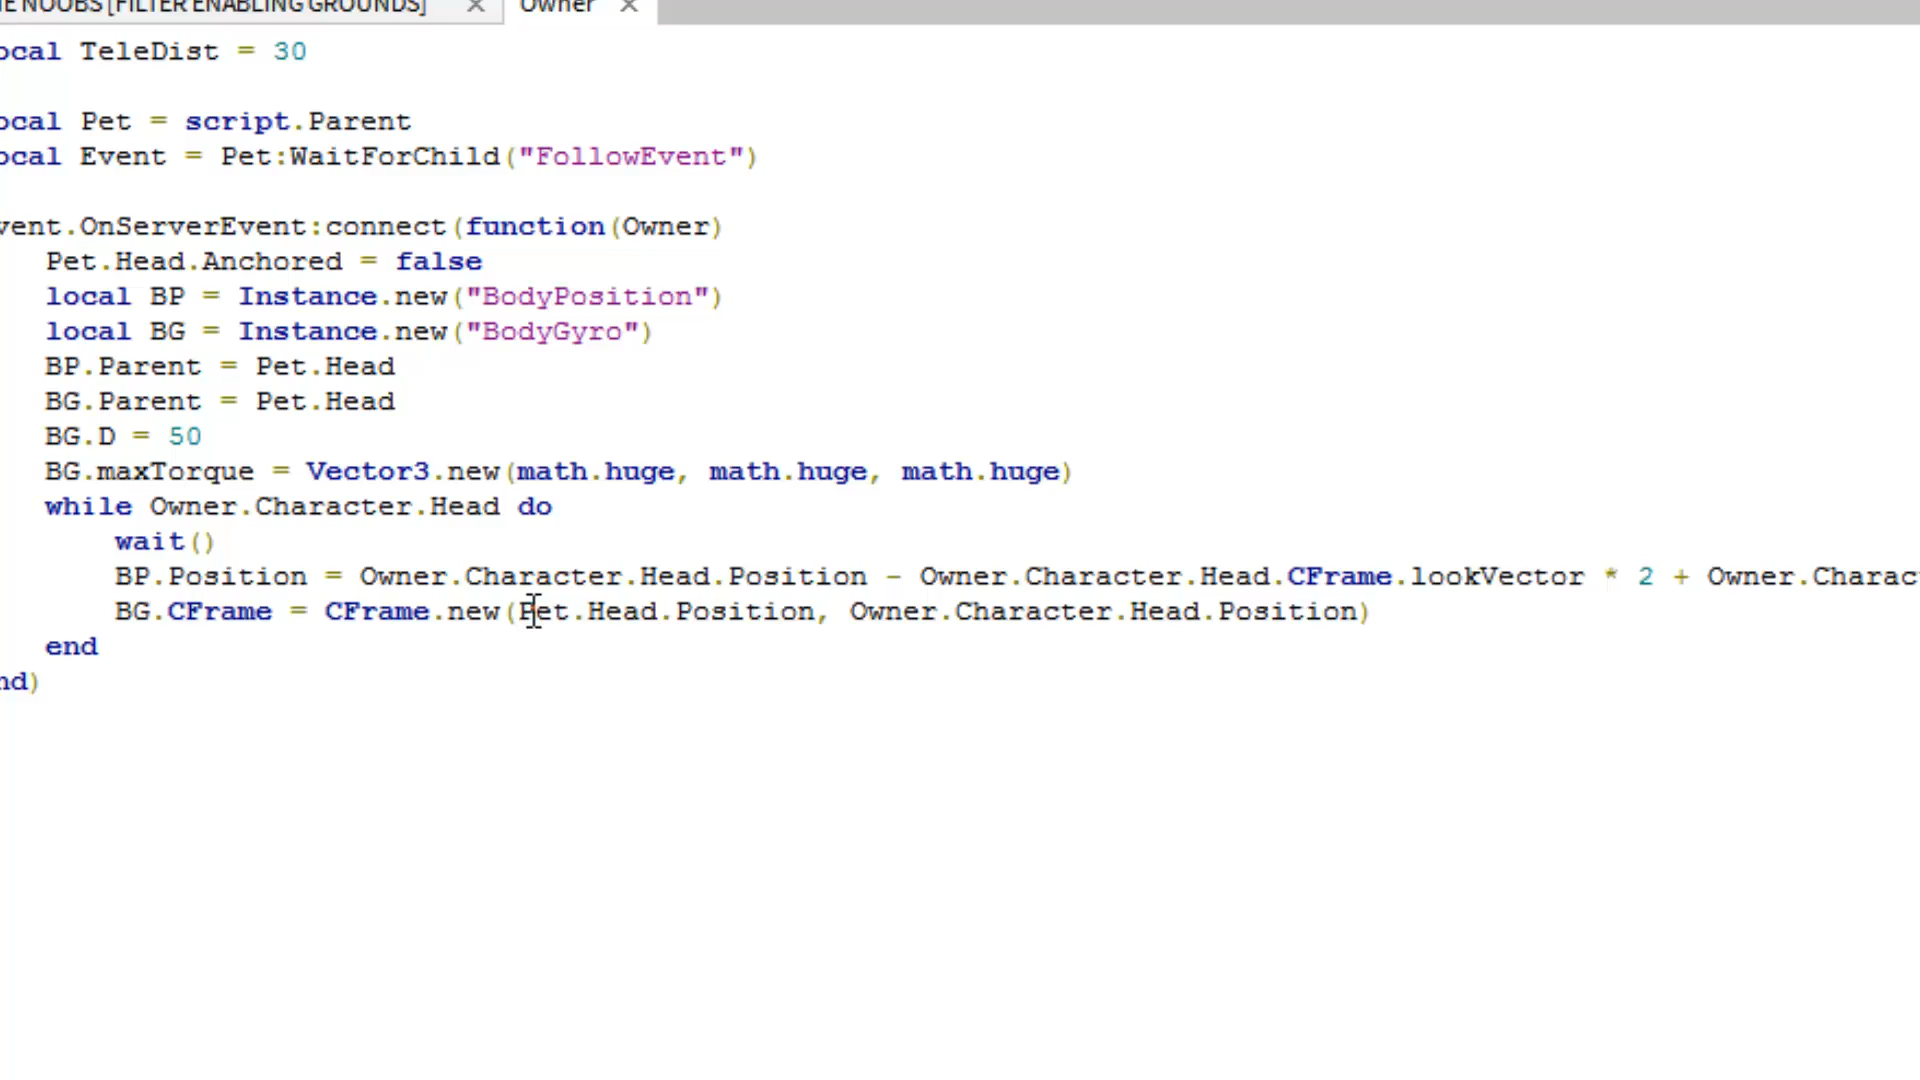 E NOOBS [FILTER ENABLING GROUNDS] × Owner ×
ocal TeleDist = 30
ocal Pet = script.Parent
ocal Event = Pet:WaitForChild("FollowEvent")
vent.OnServerEvent:connect(function(Owner)
Pet.Head.Anchored = false
local BP = Instance.new("BodyPosition")
local BG = Instance.new("BodyGyro")
BP.Parent = Pet.Head
BG.Parent = Pet.Head
BG.D = 50
BG.maxTorque = Vector3.new(math.huge, math.huge, math.huge)
while Owner.Character.Head do
wait()
BP.Position = Owner.Character.Head.Position - Owner.Character.Head.CFrame.lookVector * 2 + Owner.Charac
BG.CFrame = CFrame.new(Pet.Head.Position, Owner.Character.Head.Position)
end
nd)